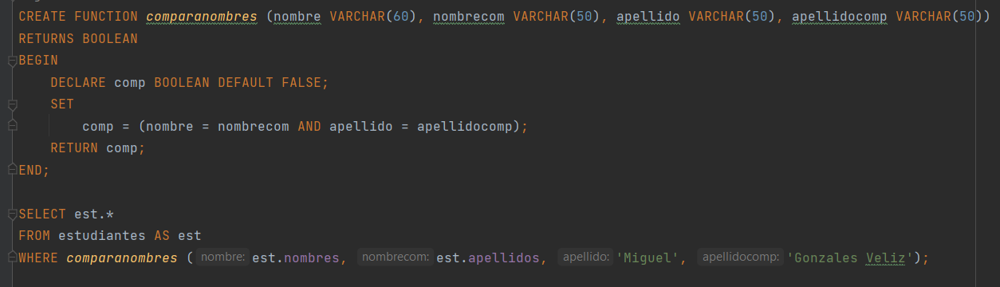 CREATE FUNCTION comparanombres (nombre VARCHAR(60), nombrecom VARCHAR(50), apellido VARCHAR(50), apellidocomp VARCHAR(50))
RETURNS BOOLEAN
BEGIN
    DECLARE comp BOOLEAN DEFAULT FALSE;
    SET
        comp = (nombre = nombrecom AND apellido = apellidocomp);
    RETURN comp;
END;

SELECT est.*
FROM estudiantes AS est
WHERE comparanombres ( nombre: est.nombres, nombrecom: est.apellidos, apellido: 'Miguel', apellidocomp: 'Gonzales Veliz');